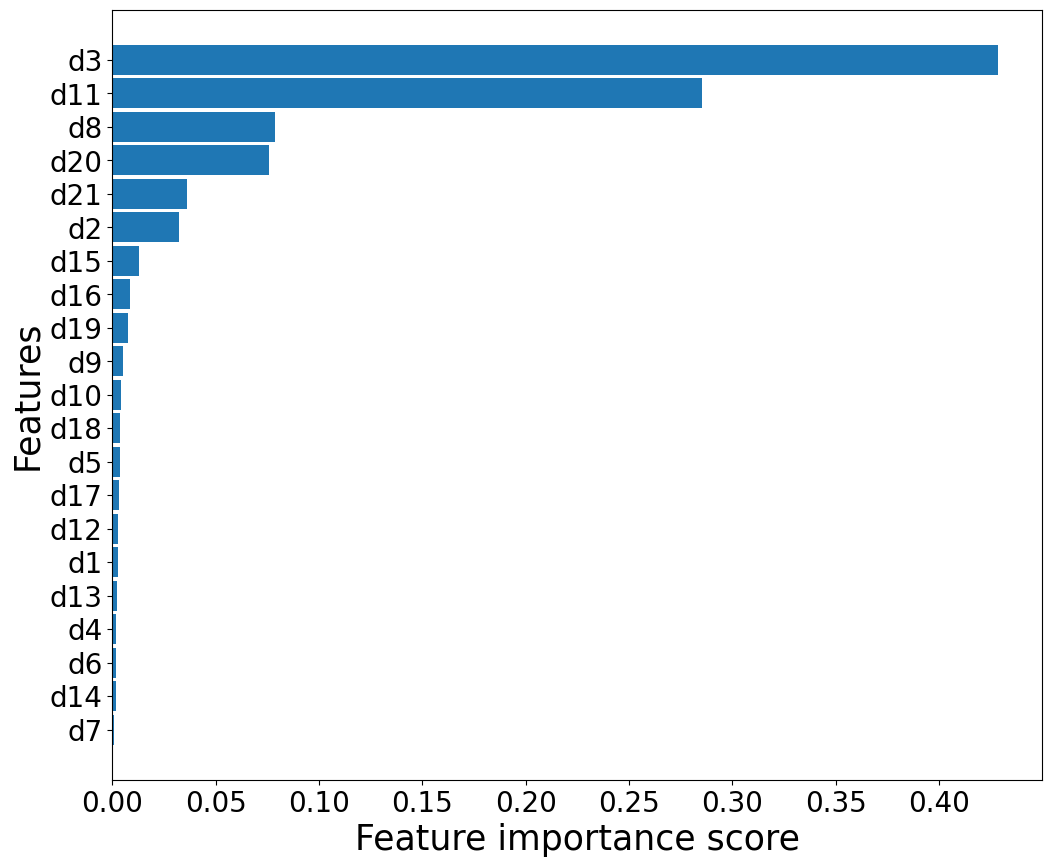 d3
d11
d8
d20
d21
d2
d15
d16
d19
d9
d10
d18
d5
d17
d12
d1
d13
d4
d6
d14
d7
Features
0.00 0.05 0.10 0.15 0.20 0.25 0.30 0.35 0.40
Feature importance score